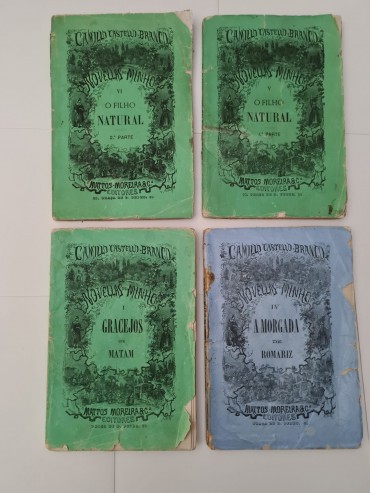 CAMILLO CASTELLO-BRANCO
NOVELLAS DO MINHO
VI
O FILHO
NATURAL
2.ª PARTE
MATTOS MOREIRA & C.ª
EDITORES
CAMILLO CASTELLO-BRANCO
NOVELLAS DO MINHO
V
O FILHO
NATURAL
1.ª PARTE
MATTOS MOREIRA & C.ª
EDITORES
CAMILLO CASTELLO-BRANCO
NOVELLAS DO MINHO
I
GRACEJOS
QUE
MATAM
MATTOS MOREIRA & C.ª
EDITORES
CAMILLO CASTELLO-BRANCO
NOVELLAS DO MINHO
IV
A MORGADA
DE
ROMARIZ
MATTOS MOREIRA & C.ª
EDITORES